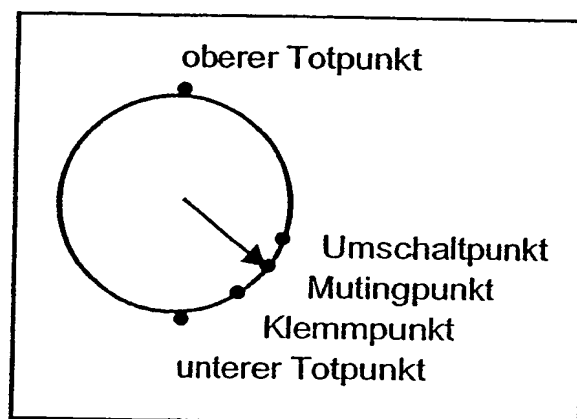 oberer Totpunkt
Umschaltpunkt
Mutingpunkt
Klemmpunkt
unterer Totpunkt